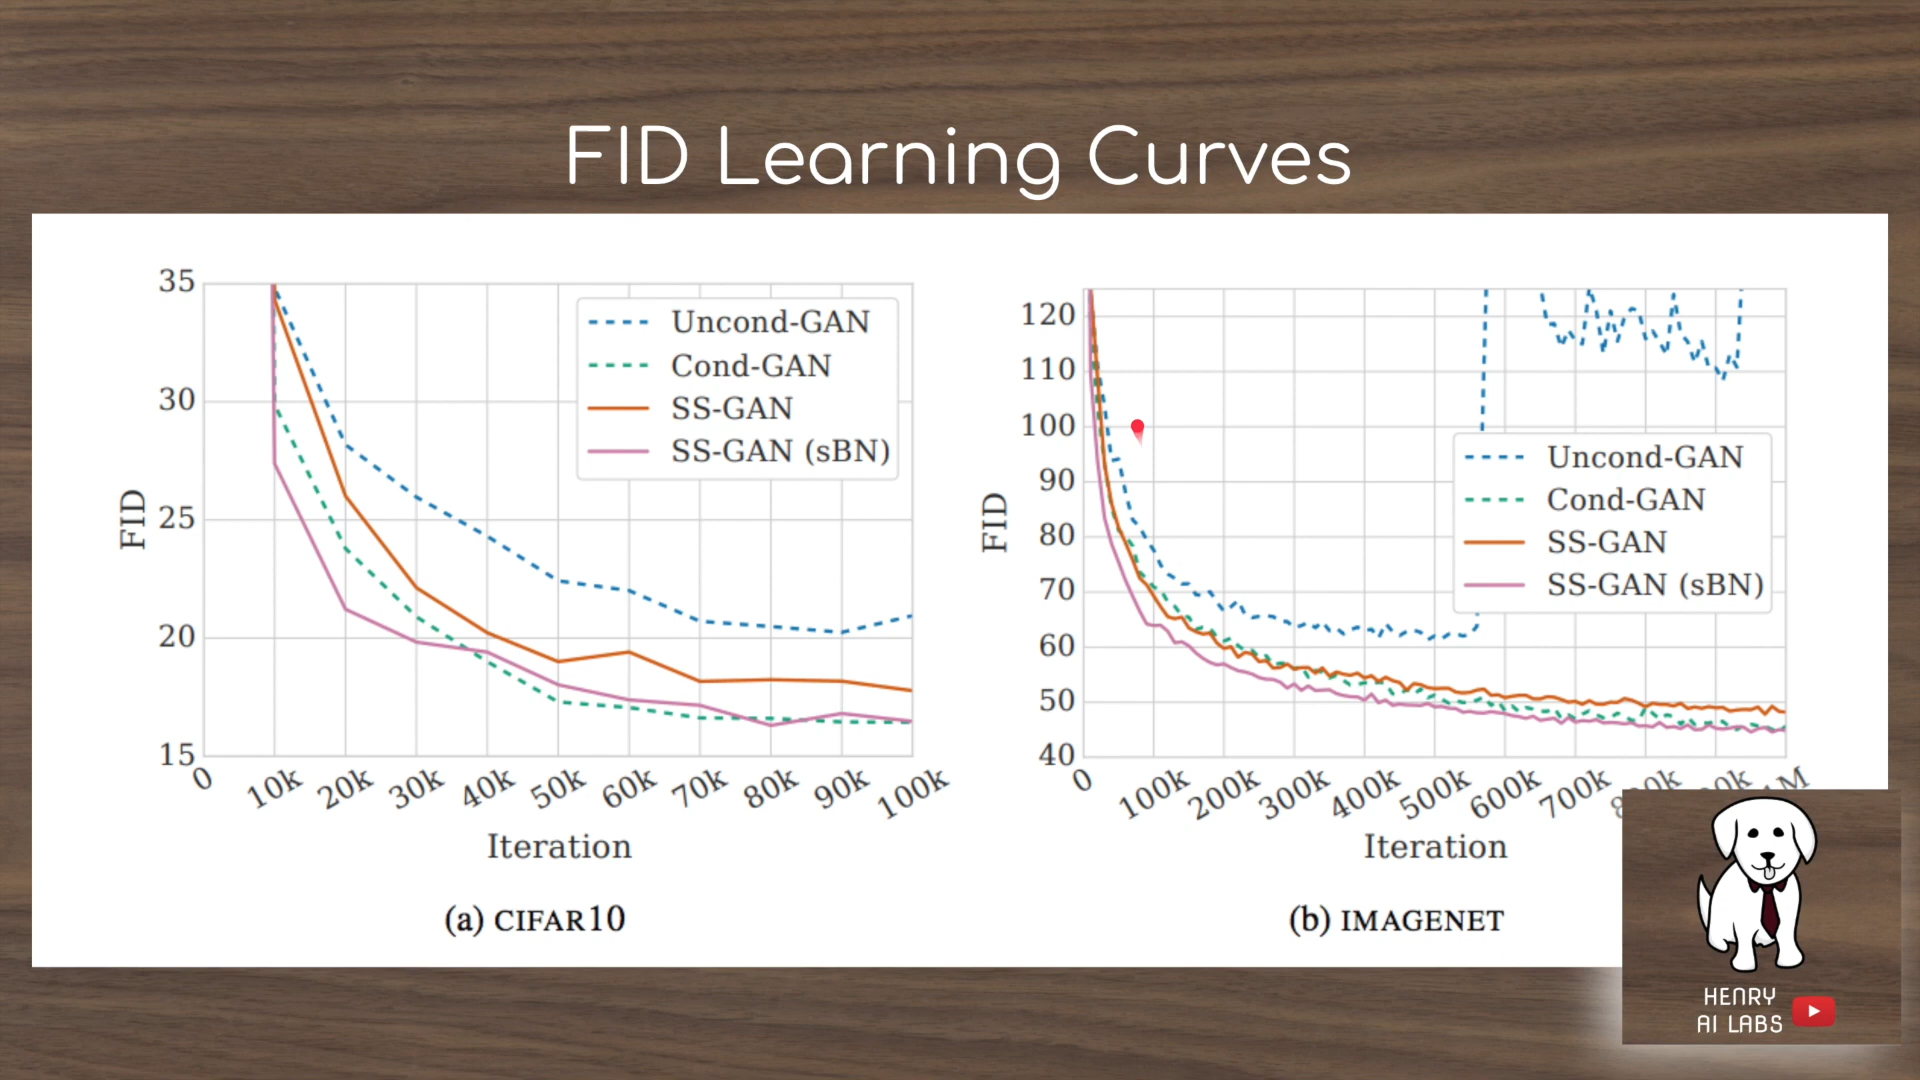 FID Learning Curves
35
30
25
20
15
FID
0 10k 20k 30k 40k 50k 60k 70k 80k 90k 100k
Iteration
Uncond-GAN
Cond-GAN
SS-GAN
SS-GAN (sBN)
(a) CIFAR10
120
110
100
90
80
70
60
50
40
FID
0 100k 200k 300k 400k 500k 600k 700k 1M
Iteration
Uncond-GAN
Cond-GAN
SS-GAN
SS-GAN (sBN)
(b) IMAGENET
HENRY
AI LABS